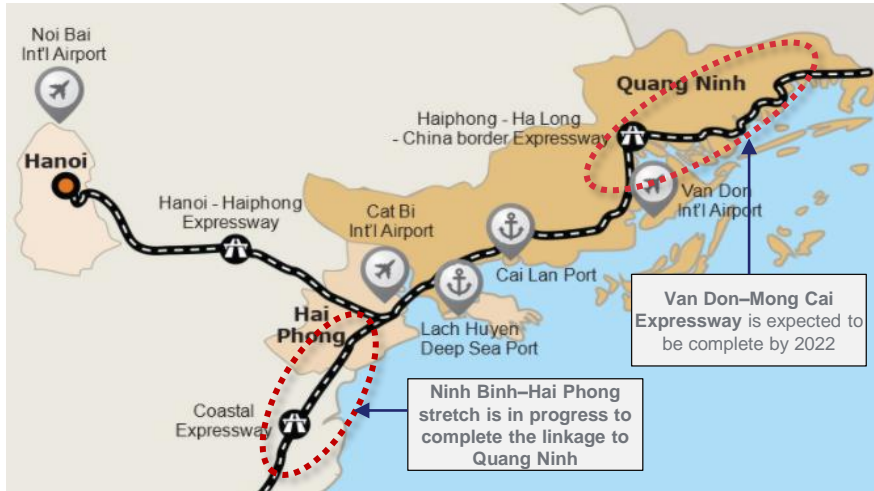 Noi Bai
Int'l Airport
Hanoi
Hanoi - Haiphong
Expressway
Cat Bi
Int'l Airport
Hai
Phong
Coastal
Expressway
Lach Huyen
Deep Sea Port
Cai Lan Port
Haiphong - Ha Long
- China border Expressway
Quang Ninh
Van Don
Int'l Airport
Van Don–Mong Cai
Expressway is expected to
be complete by 2022
Ninh Binh–Hai Phong
stretch is in progress to
complete the linkage to
Quang Ninh